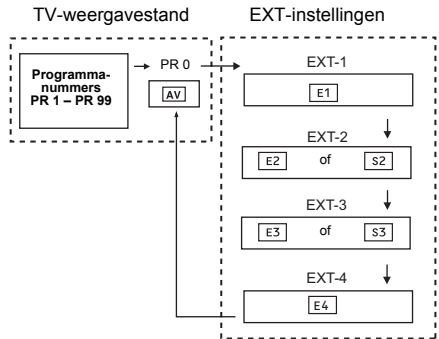 TV-weergavestand
EXT-instellingen
Programma-
nummers
PR 1 – PR 99
PR 0
AV
EXT-1
E1
EXT-2
E2 of S2
EXT-3
E3 of S3
EXT-4
E4